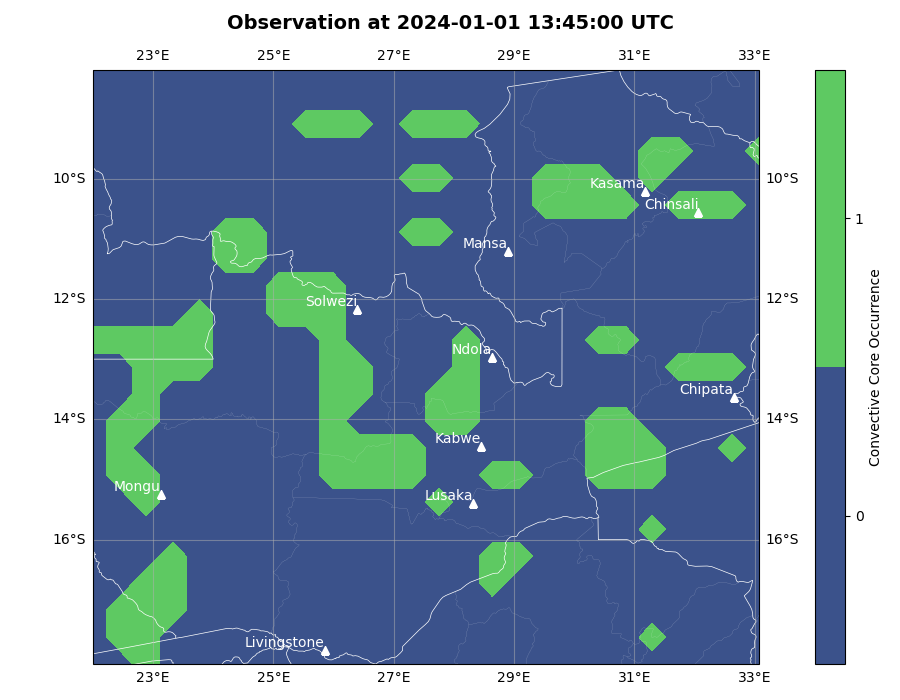 Observation at 2024-01-01 13:45:00 UTC
23°E 25°E 27°E 29°E 31°E 33°E
10°S 10°S
Kasama
Chinsali
Mansa
12°S 12°S
Solwezi
Ndola
Chipata
14°S 14°S
Kabwe
Mongu
Lusaka
16°S 16°S
Livingstone
23°E 25°E 27°E 29°E 31°E 33°E
1
0
Convective Core Occurrence